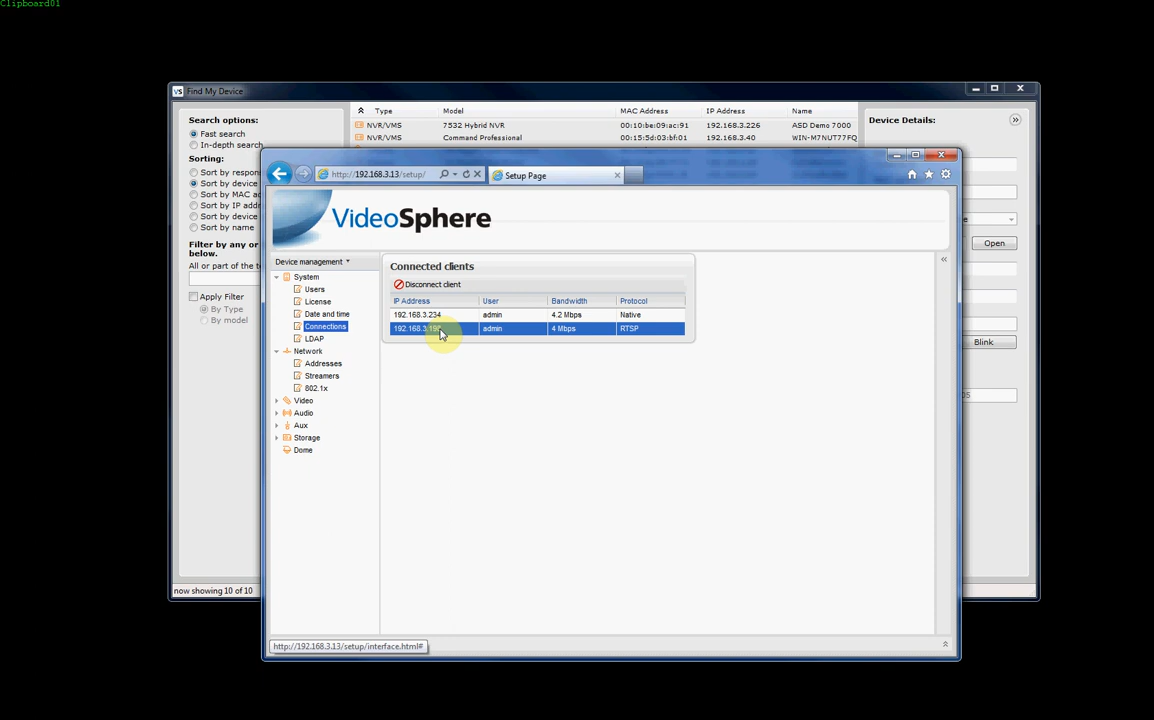 Clipboard01
Find My Device
Search options:
Fast search
In-depth search
Sorting:
Sort by respon
Sort by device
Sort by MAC ad
Sort by IP addr
Sort by device
Sort by name
Filter by any or
below.
All or part of the t
Apply Filter
By Type
By model
now showing 10 of 10
Type Model MAC Address IP Address Name
NVR/VMS 7532 Hybrid NVR 00:10:be:09:ac:91 192.168.3.226 ASD Demo 7000
NVR/VMS Command Professional 00:15:5d:03:bf:01 192.168.3.40 WIN-M7NUT77FQ
Device Details:
Open
Blink
http://192.168.3.13/setup/
Setup Page
VideoSphere
Device management
System
Users
License
Date and time
Connections
LDAP
Network
Addresses
Streamers
802.1x
Video
Audio
Aux
Storage
Dome
Connected clients
Disconnect client
IP Address User Bandwidth Protocol
192.168.3.234 admin 4.2 Mbps Native
admin 4 Mbps RTSP
http://192.168.3.13/setup/interface.html#